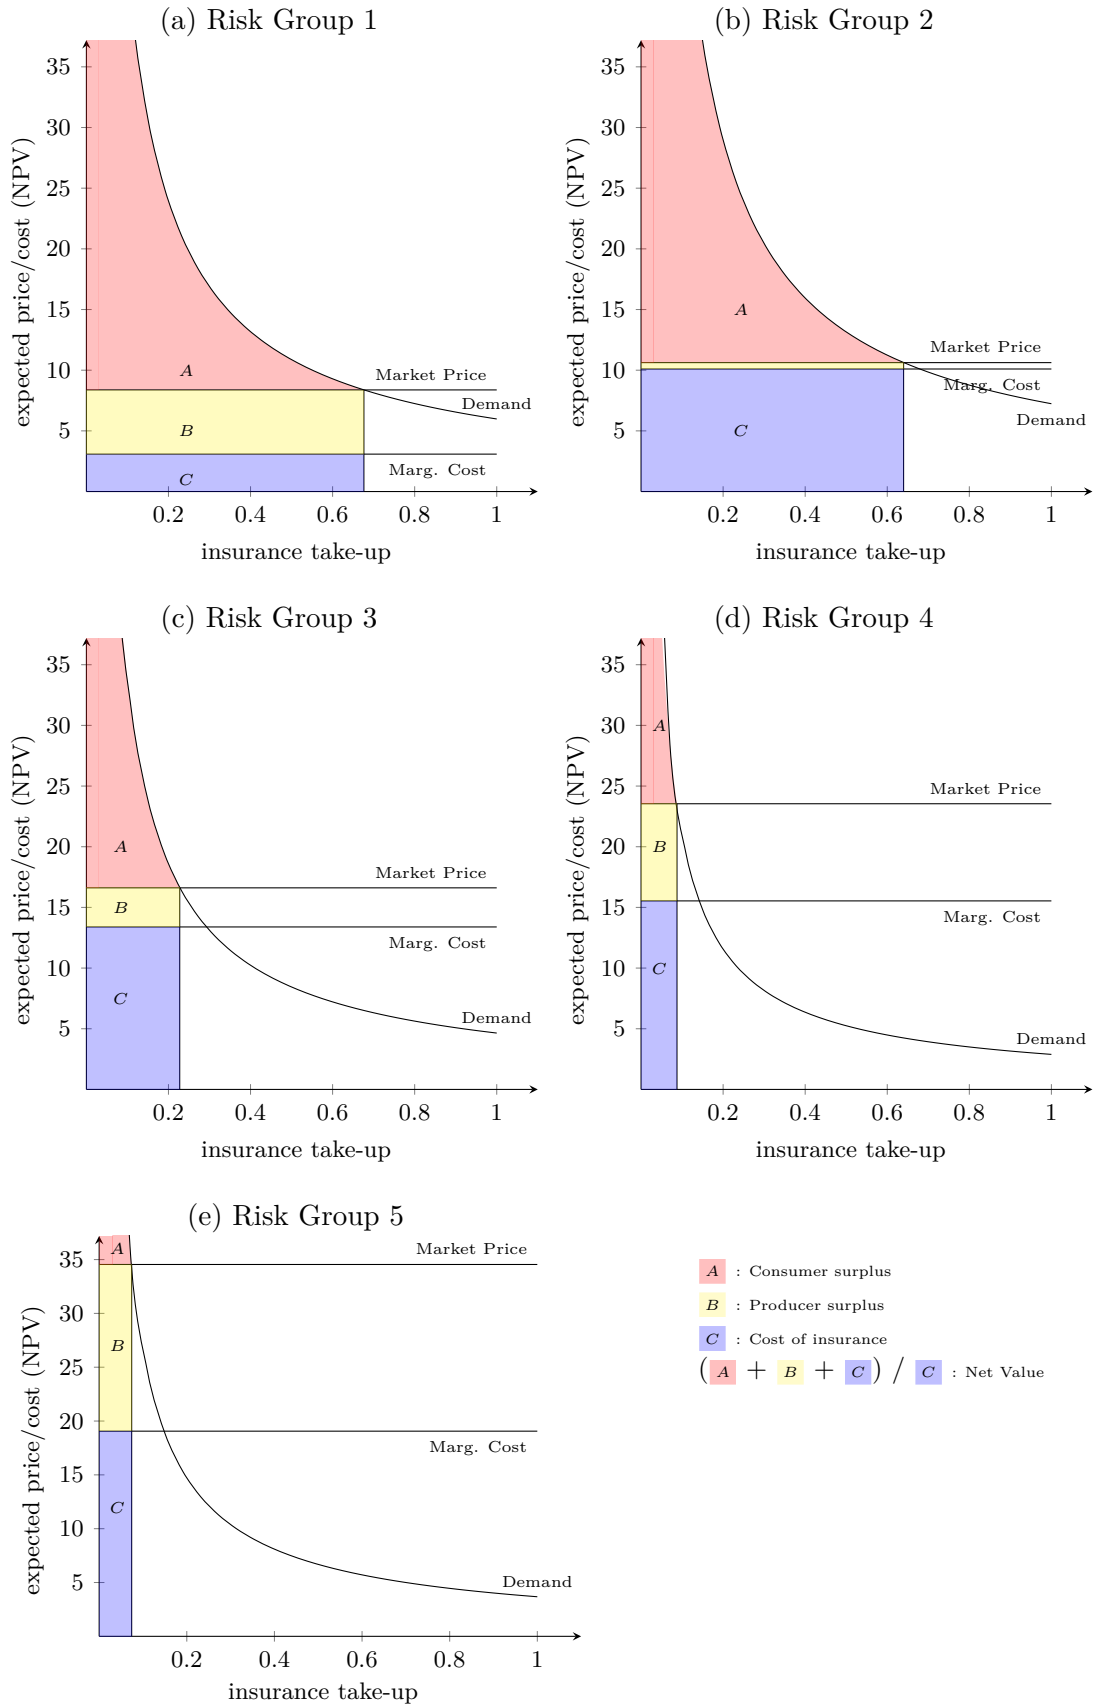 (a) Risk Group 1
35
30
25
20
15
10
5
expected price/cost (NPV)
A
B
C
Market Price
Demand
Marg. Cost
0.2 0.4 0.6 0.8 1
insurance take-up
(b) Risk Group 2
35
30
25
20
15
10
5
expected price/cost (NPV)
A
C
Market Price
Marg. Cost
Demand
0.2 0.4 0.6 0.8 1
insurance take-up
(c) Risk Group 3
35
30
25
20
15
10
5
expected price/cost (NPV)
A
B
C
Market Price
Marg. Cost
Demand
0.2 0.4 0.6 0.8 1
insurance take-up
(d) Risk Group 4
35
30
25
20
15
10
5
expected price/cost (NPV)
A
B
C
Market Price
Marg. Cost
Demand
0.2 0.4 0.6 0.8 1
insurance take-up
(e) Risk Group 5
35
30
25
20
15
10
5
expected price/cost (NPV)
A
B
C
Market Price
Marg. Cost
Demand
0.2 0.4 0.6 0.8 1
insurance take-up
A : Consumer surplus
B : Producer surplus
C : Cost of insurance
(A + B + C) / C : Net Value